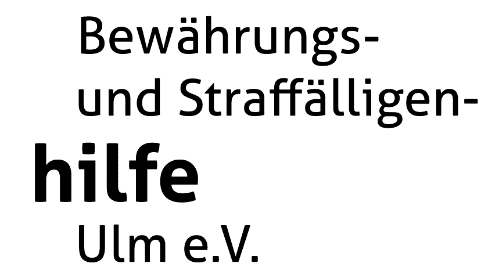 Bewährungs-
und Straffälligen-
hilfe
Ulm e.V.